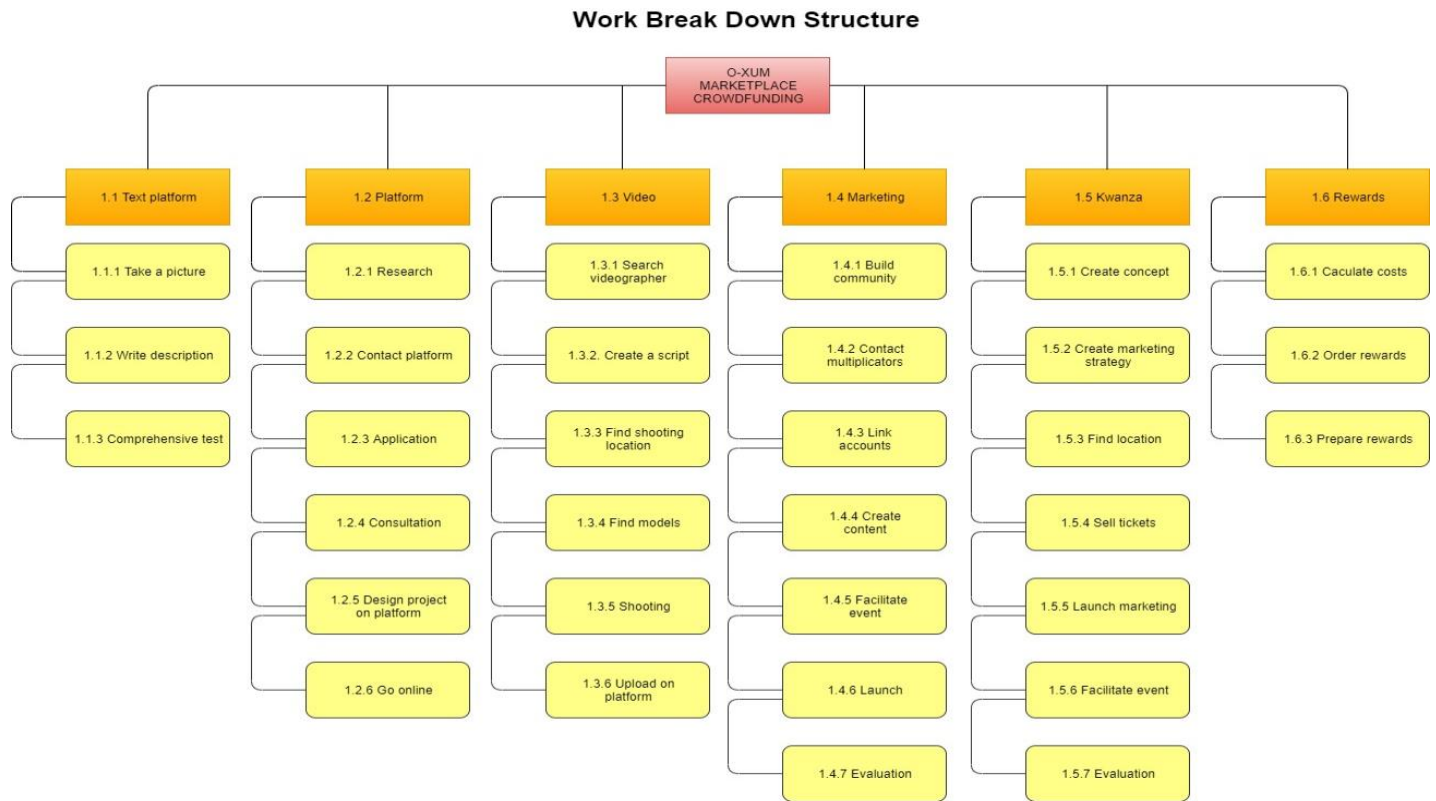 Work Break Down Structure
O-XUM
MARKETPLACE
CROWDFUNDING
1.1 Text platform
1.1.1 Take a picture
1.1.2 Write description
1.1.3 Comprehensive test
1.2 Platform
1.2.1 Research
1.2.2 Contact platform
1.2.3 Application
1.2.4 Consultation
1.2.5 Design project
on platform
1.2.6 Go online
1.3 Video
1.3.1 Search
videographer
1.3.2. Create a script
1.3.3 Find shooting
location
1.3.4 Find models
1.3.5 Shooting
1.3.6 Upload on
platform
1.4 Marketing
1.4.1 Build
community
1.4.2 Contact
multiplicators
1.4.3 Link
accounts
1.4.4 Create
content
1.4.5 Facilitate
event
1.4.6 Launch
1.4.7 Evaluation
1.5 Kwanza
1.5.1 Create concept
1.5.2 Create marketing
strategy
1.5.3 Find location
1.5.4 Sell tickets
1.5.5 Launch marketing
1.5.6 Facilitate event
1.5.7 Evaluation
1.6 Rewards
1.6.1 Caculate costs
1.6.2 Order rewards
1.6.3 Prepare rewards